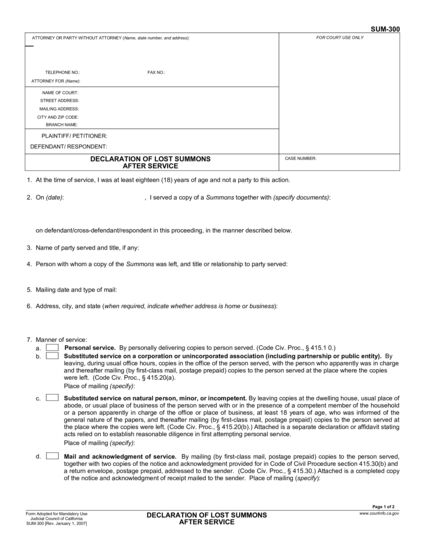 SUM-300
ATTORNEY OR PARTY WITHOUT ATTORNEY (Name, state number, and address):
FOR COURT USE ONLY
TELEPHONE NO.: FAX NO.:
ATTORNEY FOR (Name):
NAME OF COURT:
STREET ADDRESS:
MAILING ADDRESS:
CITY AND ZIP CODE:
BRANCH NAME:
PLAINTIFF/ PETITIONER:
DEFENDANT/ RESPONDENT:
DECLARATION OF LOST SUMMONS
AFTER SERVICE
CASE NUMBER:
1. At the time of service, I was at least eighteen (18) years of age and not a party to this action.
2. On (date): , I served a copy of a Summons together with (specify documents):
on defendant/cross-defendant/respondent in this proceeding, in the manner described below.
3. Name of party served and title, if any:
4. Person with whom a copy of the Summons was left, and title or relationship to party served:
5. Mailing date and type of mail:
6. Address, city, and state (when required, indicate whether address is home or business):
7. Manner of service:
a. Personal service. By personally delivering copies to person served. (Code Civ. Proc., § 415.1 0.)
b. Substituted service on a corporation or unincorporated association (including partnership or public entity). By
leaving, during usual office hours, copies in the office of the person served, with the person who apparently was in charge
and thereafter mailing (by first-class mail, postage prepaid) copies to the person served at the place where the copies
were left. (Code Civ. Proc., § 415.20(a).
Place of mailing (specify):
c. Substituted service on natural person, minor, or incompetent. By leaving copies at the dwelling house, usual place of
abode, or usual place of business of the person served with or in the presence of a competent member of the household
or a person apparently in charge of the office or place of business, at least 18 years of age, who was informed of the
general nature of the papers, and thereafter mailing (by first-class mail, postage prepaid) copies to the person served at
the place where the copies were left. (Code Civ. Proc., § 415.20(b).) Attached is a separate declaration or affidavit stating
acts relied on to establish reasonable diligence in first attempting personal service.
Place of mailing (specify):
d. Mail and acknowledgment of service. By mailing (by first-class mail, postage prepaid) copies to the person served,
together with two copies of the notice and acknowledgment provided for in Code of Civil Procedure section 415.30(b) and
a return envelope, postage prepaid, addressed to the sender. (Code Civ. Proc., § 415.30.) Attached is a completed copy
of the notice and acknowledgment of receipt mailed to the sender. Place of mailing (specify):
Page 1 of 2
Form Adopted for Mandatory Use
Judicial Council of California
SUM-300 [Rev. January 1, 2007]
DECLARATION OF LOST SUMMONS
AFTER SERVICE
www.courtinfo.ca.gov